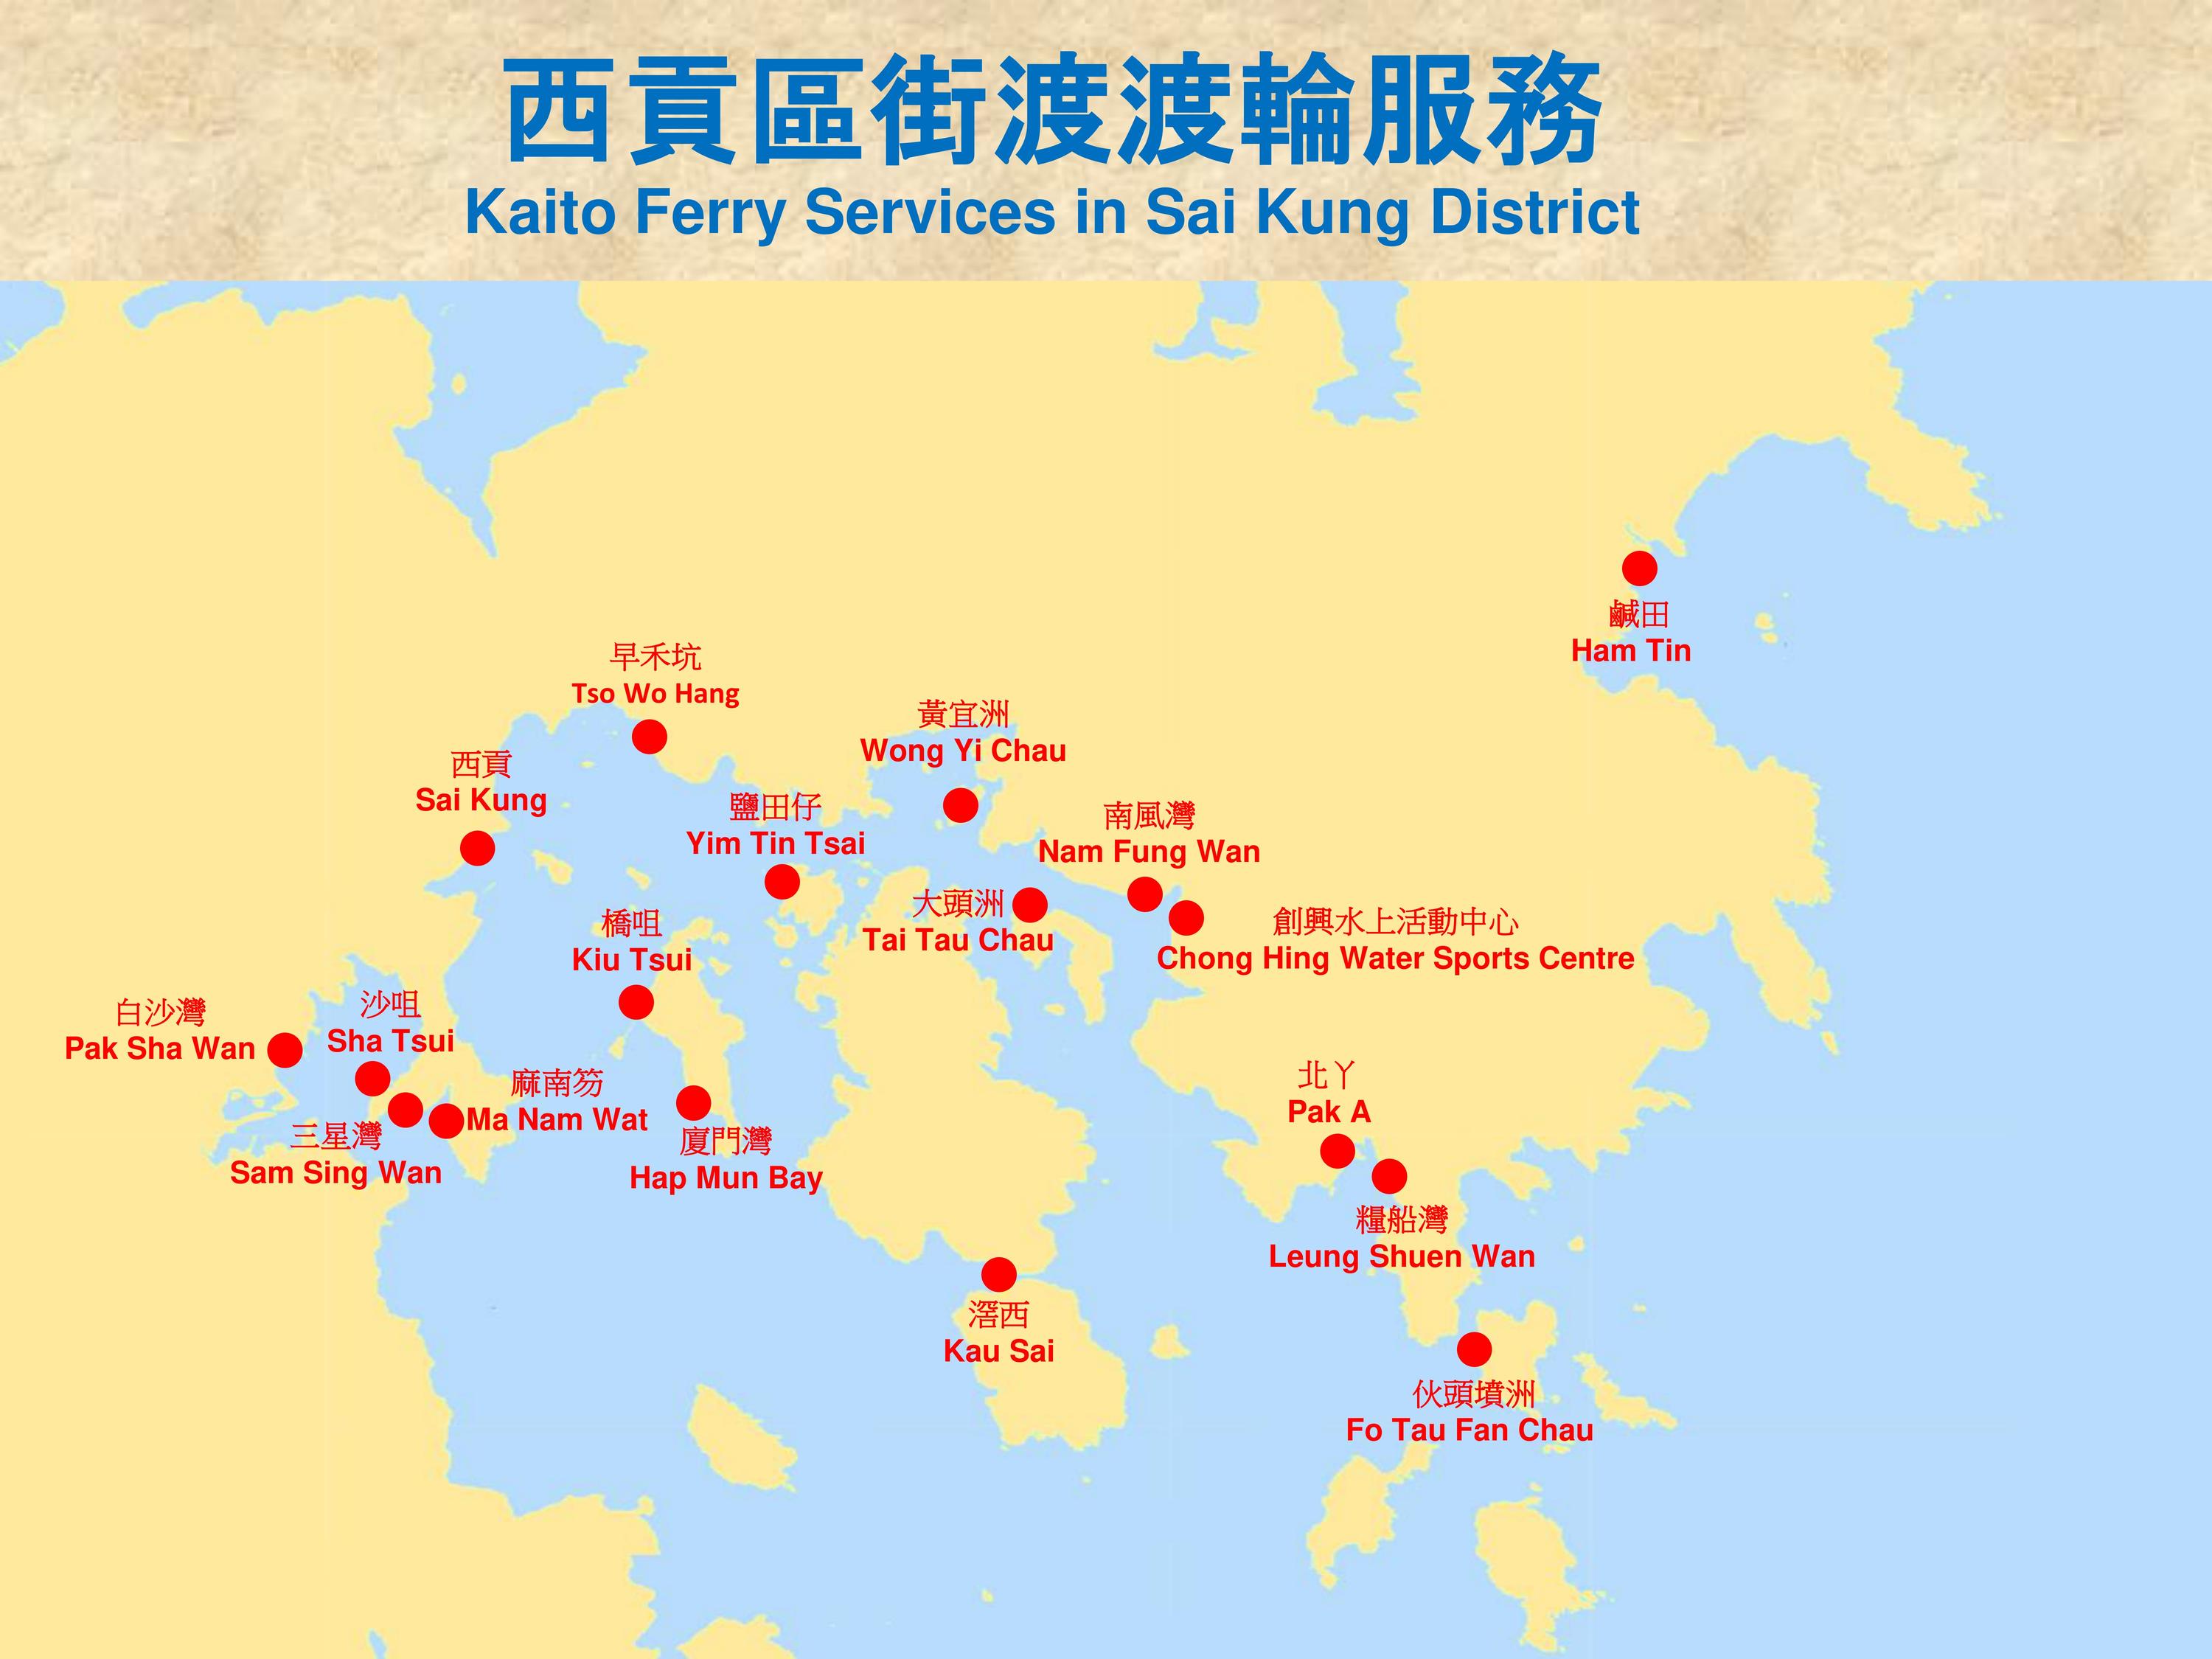 西貢區街渡渡輪服務
Kaito Ferry Services in Sai Kung District
鹹田
Ham Tin
早禾坑
Tso Wo Hang
黃宜洲
Wong Yi Chau
西貢
Sai Kung
鹽田仔
Yim Tin Tsai
南風灣
Nam Fung Wan
大頭洲
Tai Tau Chau
橋咀
Kiu Tsui
創興水上活動中心
Chong Hing Water Sports Centre
白沙灣
Pak Sha Wan
沙咀
Sha Tsui
麻南笏
Ma Nam Wat
三星灣
Sam Sing Wan
廈門灣
Hap Mun Bay
北丫
Pak A
糧船灣
Leung Shuen Wan
滘西
Kau Sai
伙頭墳洲
Fo Tau Fan Chau